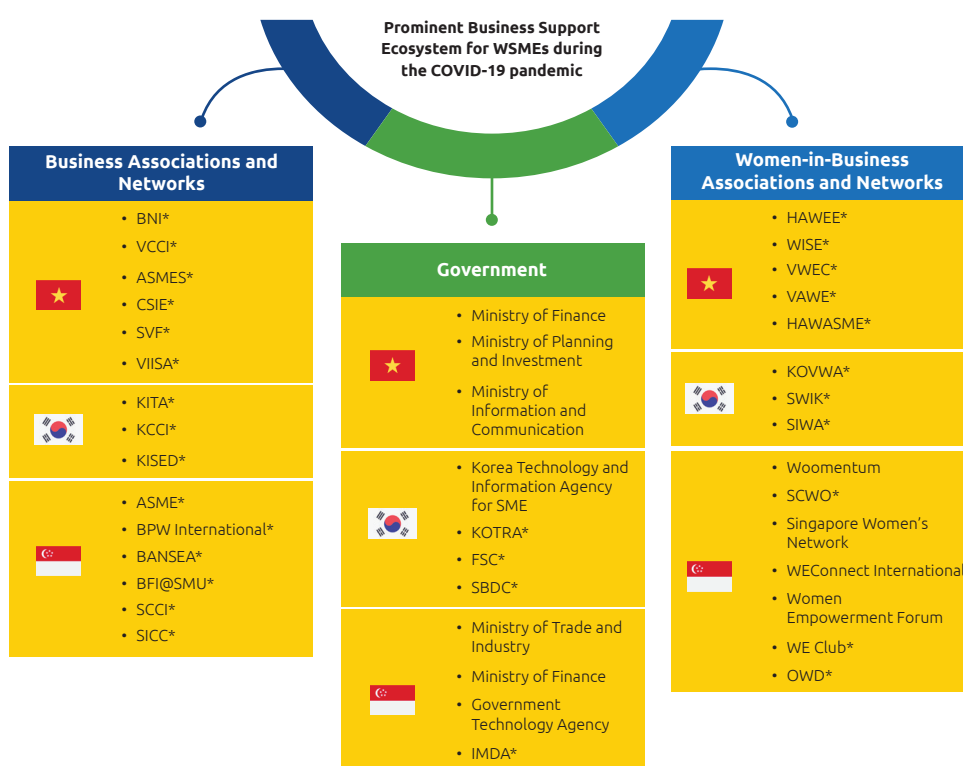 Prominent Business Support
Ecosystem for WSMEs during
the COVID-19 pandemic
Business Associations and
Networks
• BNI*
• VCCI*
• ASMES*
• CSIE*
• SVF*
• VIISA*
• KITA*
• KCCI*
• KISED*
• ASME*
• BPW International*
• BANSEA*
• BFI@SMU*
• SCCI*
• SICC*
Government
• Ministry of Finance
• Ministry of Planning
and Investment
• Ministry of
Information and
Communication
• Korea Technology and
Information Agency
for SME
• KOTRA*
• FSC*
• SBDC*
• Ministry of Trade and
Industry
• Ministry of Finance
• Government
Technology Agency
• IMDA*
Women-in-Business
Associations and Networks
• HAWEE*
• WISE*
• VWEC*
• VAWE*
• HAWASME*
• KOVWA*
• SWIK*
• SIWA*
• Woomentum
• SCWO*
• Singapore Women's
Network
• WEConnect International
• Women
Empowerment Forum
• WE Club*
• OWD*